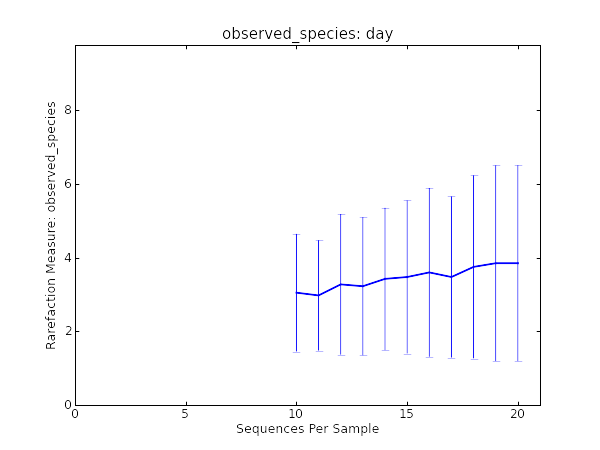 observed_species: day
Rarefaction Measure: observed_species
8
6
4
2
0
0 5 10 15 20
Sequences Per Sample